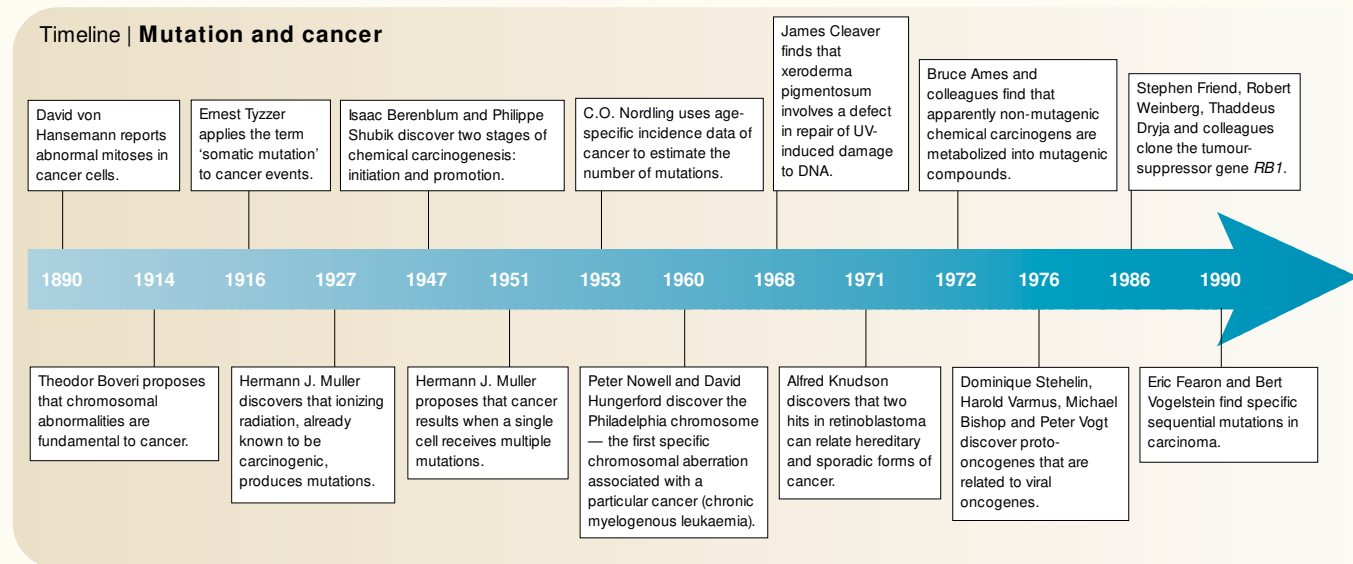 Timeline | Mutation and cancer
David von
Hansemann reports
abnormal mitoses in
cancer cells.
Ernest Tyzzer
applies the term
‘somatic mutation’
to cancer events.
Isaac Berenblum and Philippe
Shubik discover two stages of
chemical carcinogenesis:
initiation and promotion.
C.O. Nordling uses age-
specific incidence data of
cancer to estimate the
number of mutations.
James Cleaver
finds that
xeroderma
pigmentosum
involves a defect
in repair of UV-
induced damage
to DNA.
Bruce Ames and
colleagues find that
apparently non-mutagenic
chemical carcinogens are
metabolized into mutagenic
compounds.
Stephen Friend, Robert
Weinberg, Thaddeus
Dryja and colleagues
clone the tumour-
suppressor gene RB1.
1890 1914 1916 1927 1947 1951 1953 1960 1968 1971 1972 1976 1986 1990
Theodor Boveri proposes
that chromosomal
abnormalities are
fundamental to cancer.
Hermann J. Muller
discovers that ionizing
radiation, already
known to be
carcinogenic,
produces mutations.
Hermann J. Muller
proposes that cancer
results when a single
cell receives multiple
mutations.
Peter Nowell and David
Hungerford discover the
Philadelphia chromosome
— the first specific
chromosomal aberration
associated with a
particular cancer (chronic
myelogenous leukaemia).
Alfred Knudson
discovers that two
hits in retinoblastoma
can relate hereditary
and sporadic forms of
cancer.
Dominique Stehelin,
Harold Varmus, Michael
Bishop and Peter Vogt
discover proto-
oncogenes that are
related to viral
oncogenes.
Eric Fearon and Bert
Vogelstein find specific
sequential mutations in
carcinoma.